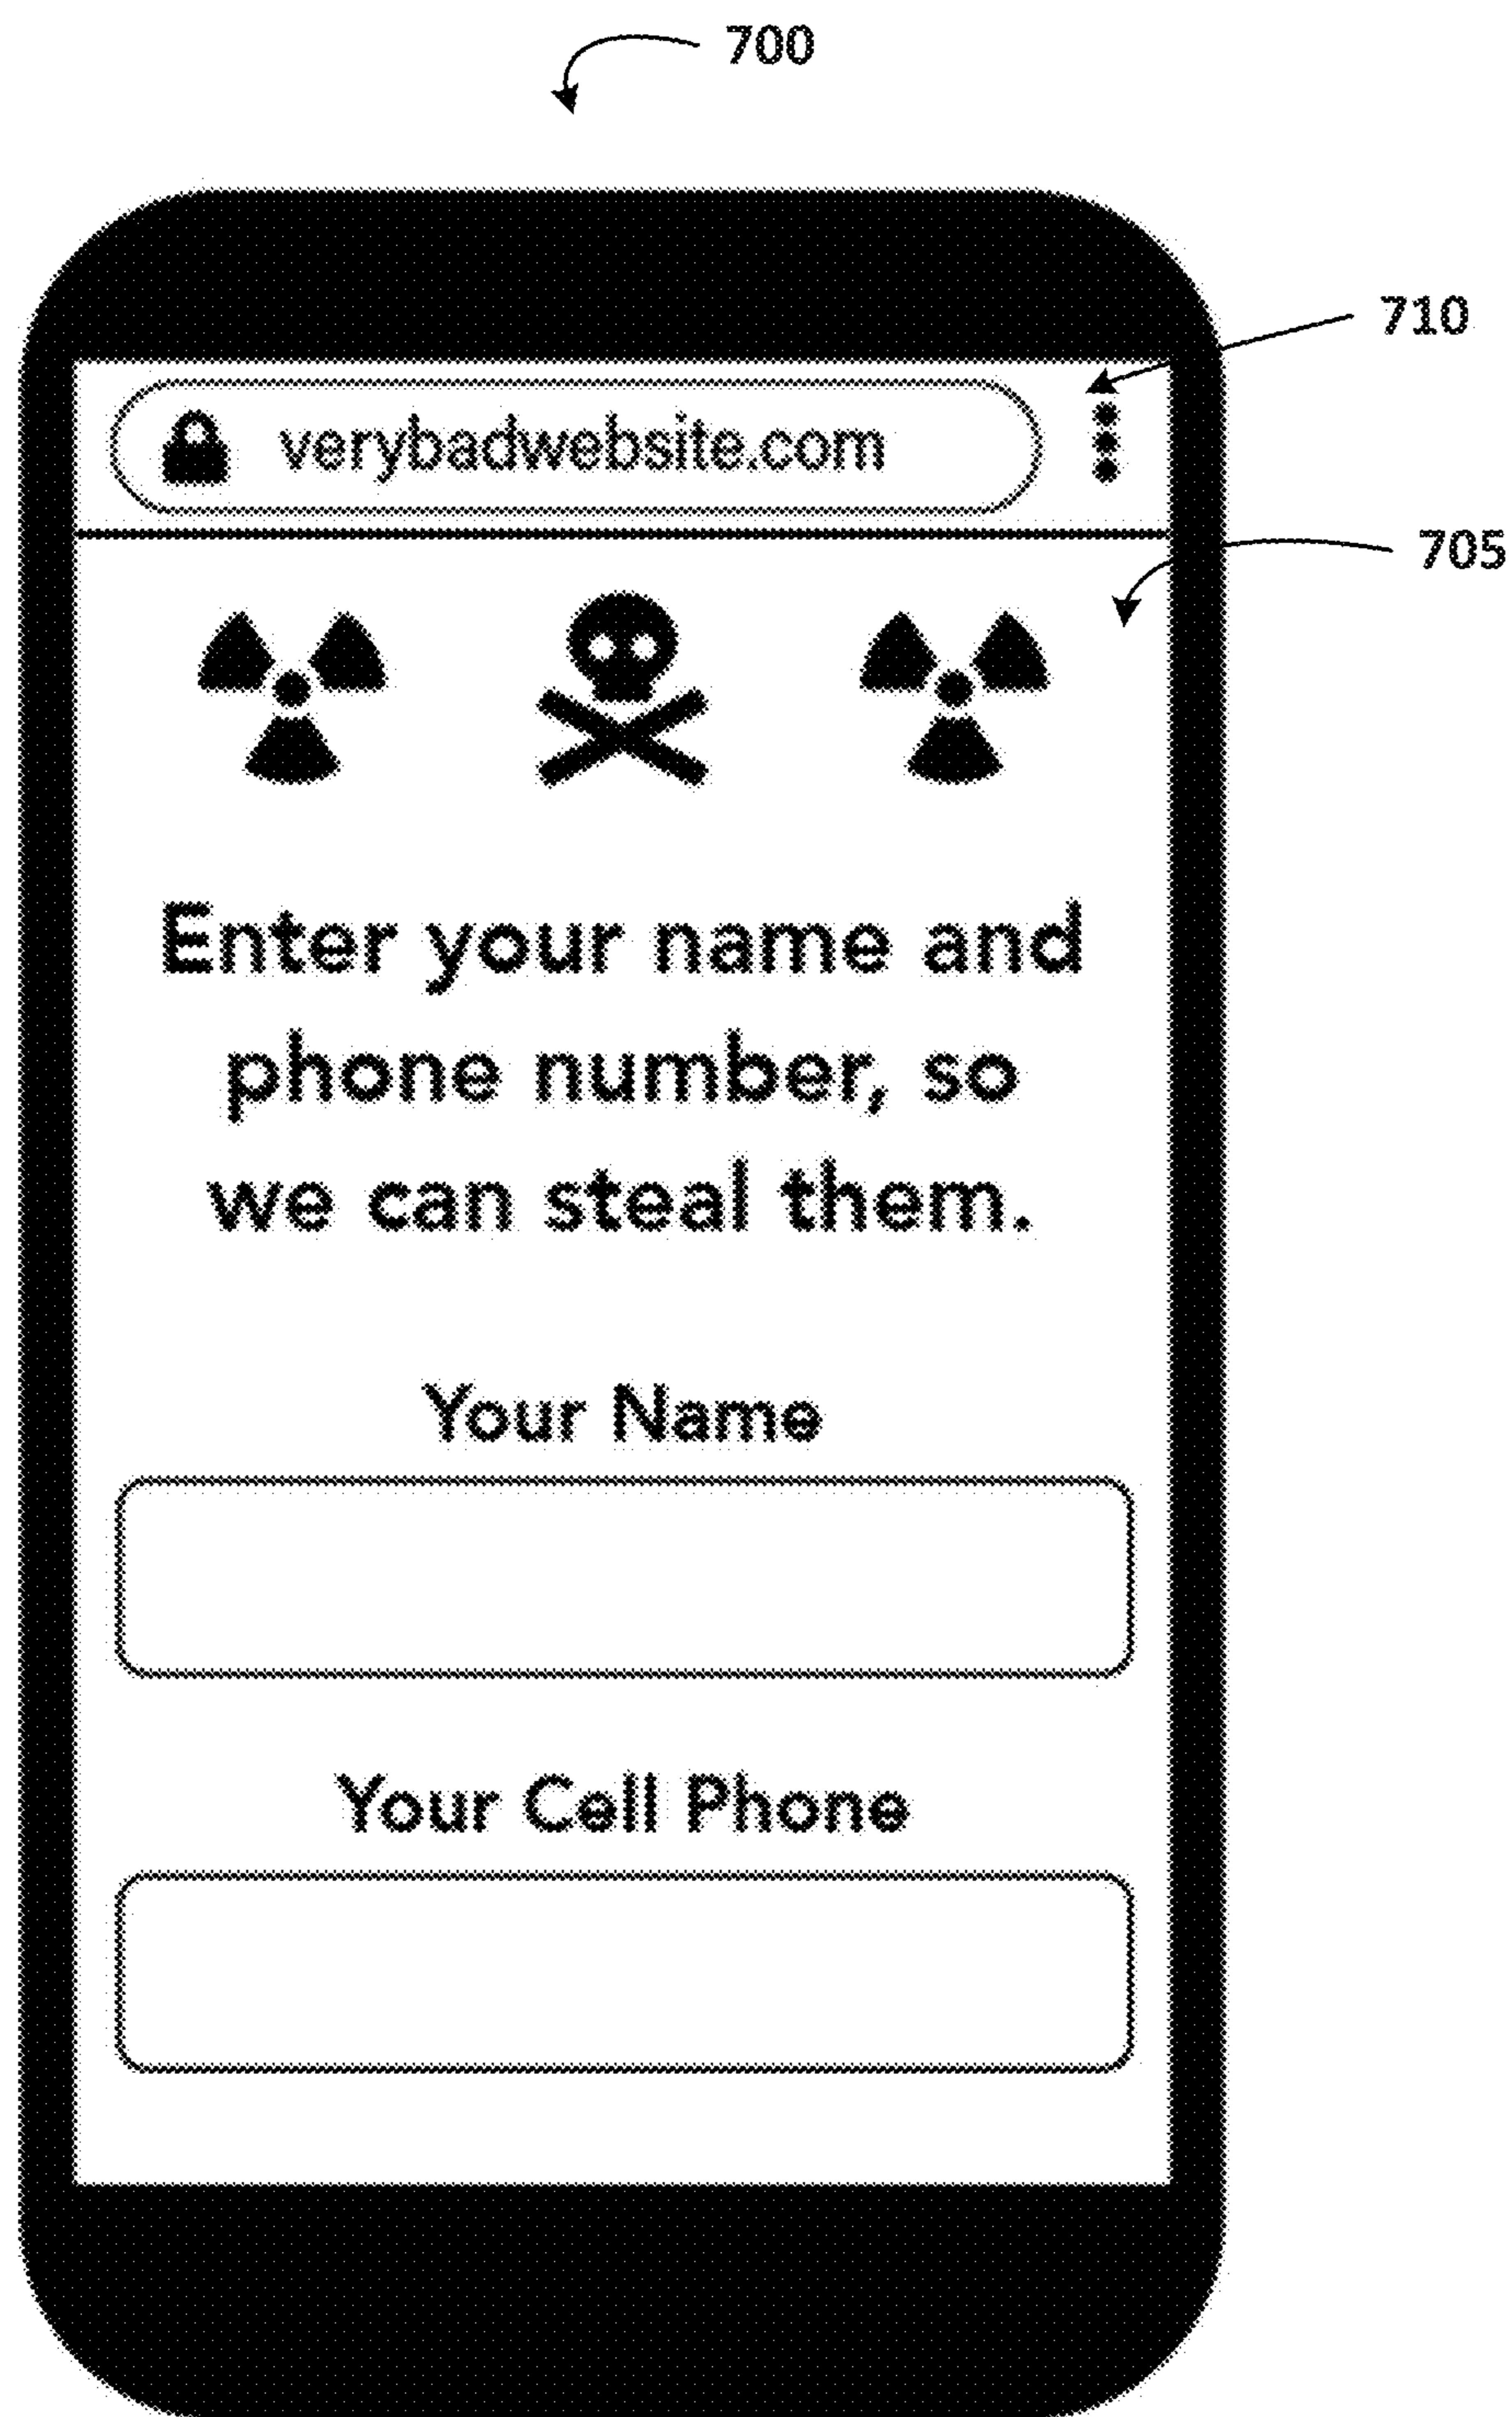 700
710
verybadwebsite.com
705
Enter your name and
phone number, so
we can steal them.
Your Name
Your Cell Phone